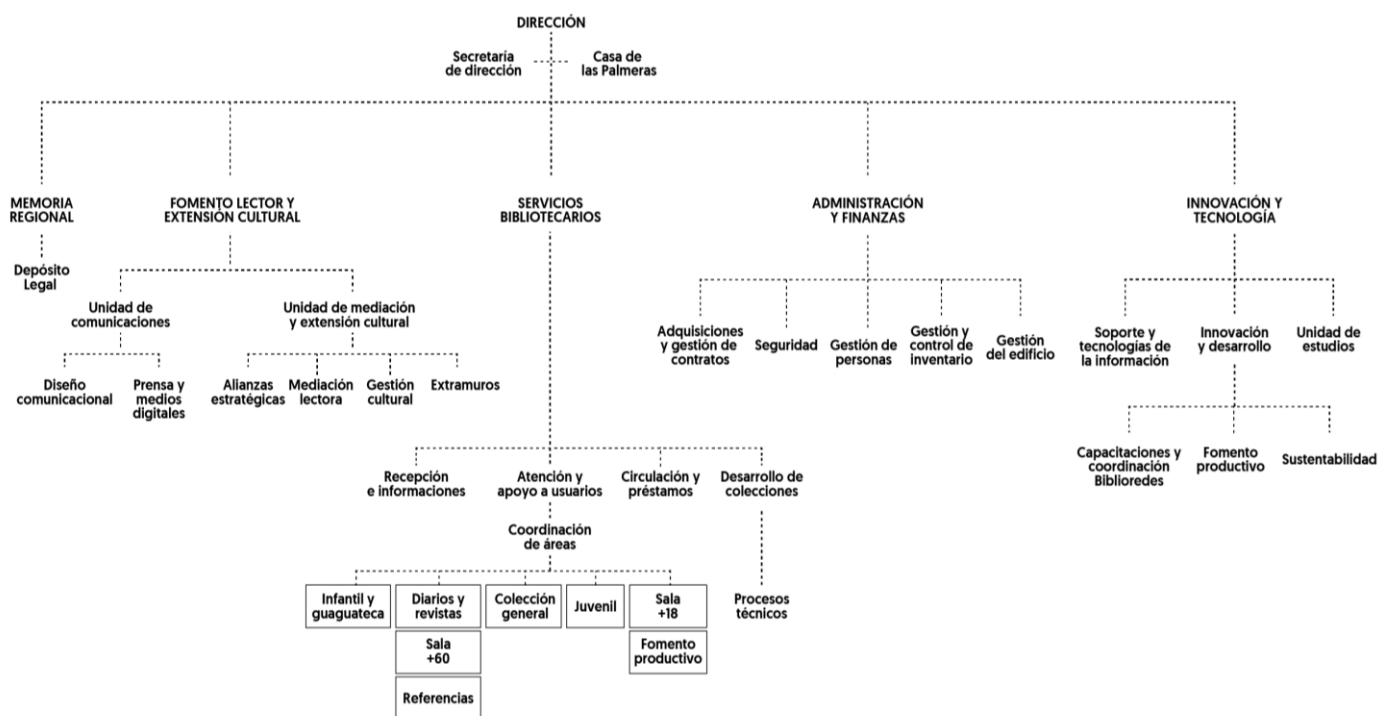 DIRECCIÓN
Secretaría
de dirección
Casa de
las Palmeras
MEMORIA
REGIONAL
FOMENTO LECTOR Y
EXTENSIÓN CULTURAL
SERVICIOS
BIBLIOTECARIOS
ADMINISTRACIÓN
Y FINANZAS
INNOVACIÓN Y
TECNOLOGÍA
Depósito
Legal
Unidad de
comunicaciones
Unidad de mediación
y extensión cultural
Diseño
comunicacional
Prensa y
medios
digitales
Alianzas
estratégicas
Mediación
lectora
Gestión
cultural
Extramuros
Adquisiciones
y gestión de
contratos
Seguridad
Gestión de
personas
Gestión y
control de
inventario
Gestión
del edificio
Soporte y
tecnologías de
la información
Innovación
y desarrollo
Unidad de
estudios
Capacitaciones y
coordinación
Biblioredes
Fomento
productivo
Sustentabilidad
Recepción
e informaciones
Atención y
apoyo a usuarios
Circulación y
préstamos
Desarrollo de
colecciones
Coordinación
de áreas
Infantil y
guaguateca
Diarios y
revistas
Colección
general
Juvenil
Sala
+18
Procesos
técnicos
Sala
+60
Fomento
productivo
Referencias